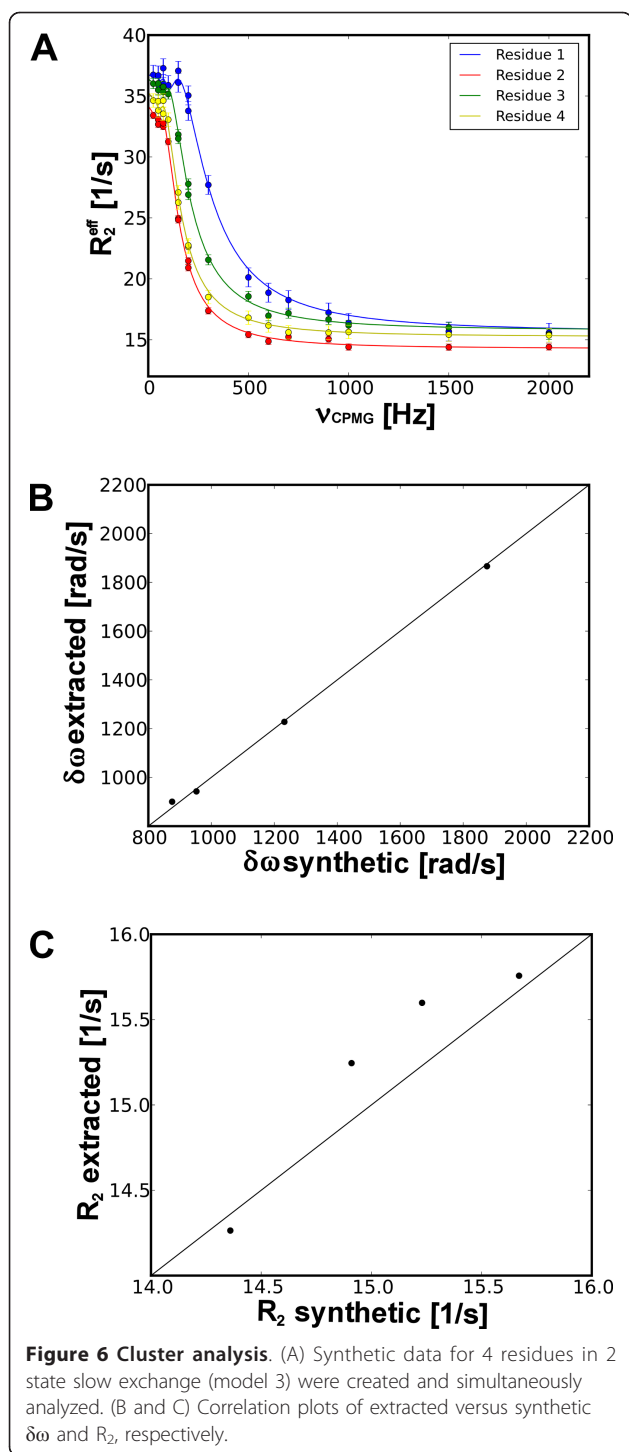 A
40
35
30
25
20
15
R₂ᵉᶠᶠ [1/s]
Residue 1
Residue 2
Residue 3
Residue 4
0 500 1000 1500 2000
νCPMG [Hz]
B
2200
2000
1800
1600
1400
1200
1000
δω extracted [rad/s]
800 1000 1200 1400 1600 1800 2000 2200
δω synthetic [rad/s]
C
16.0
15.5
15.0
14.5
R₂ extracted [1/s]
14.0 14.5 15.0 15.5 16.0
R₂ synthetic [1/s]
Figure 6 Cluster analysis. (A) Synthetic data for 4 residues in 2
state slow exchange (model 3) were created and simultaneously
analyzed. (B and C) Correlation plots of extracted versus synthetic
δω and R₂, respectively.